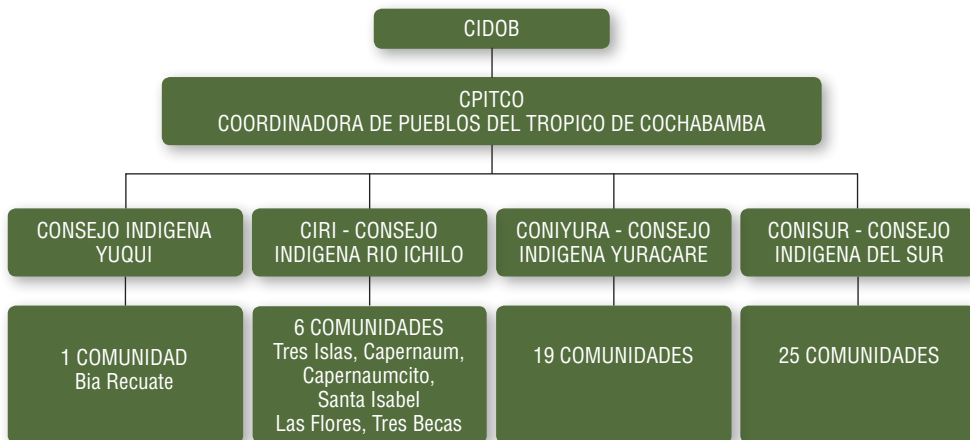 CIDOB
CPITCO
COORDINADORA DE PUEBLOS DEL TROPICO DE COCHABAMBA
CONSEJO INDIGENA
YUQUI
CIRI - CONSEJO
INDIGENA RIO ICHILO
CONIYURA - CONSEJO
INDIGENA YURACARE
CONISUR - CONSEJO
INDIGENA DEL SUR
1 COMUNIDAD
Bia Recuate
6 COMUNIDADES
Tres Islas, Capernaum,
Capernaumcito,
Santa Isabel
Las Flores, Tres Becas
19 COMUNIDADES
25 COMUNIDADES